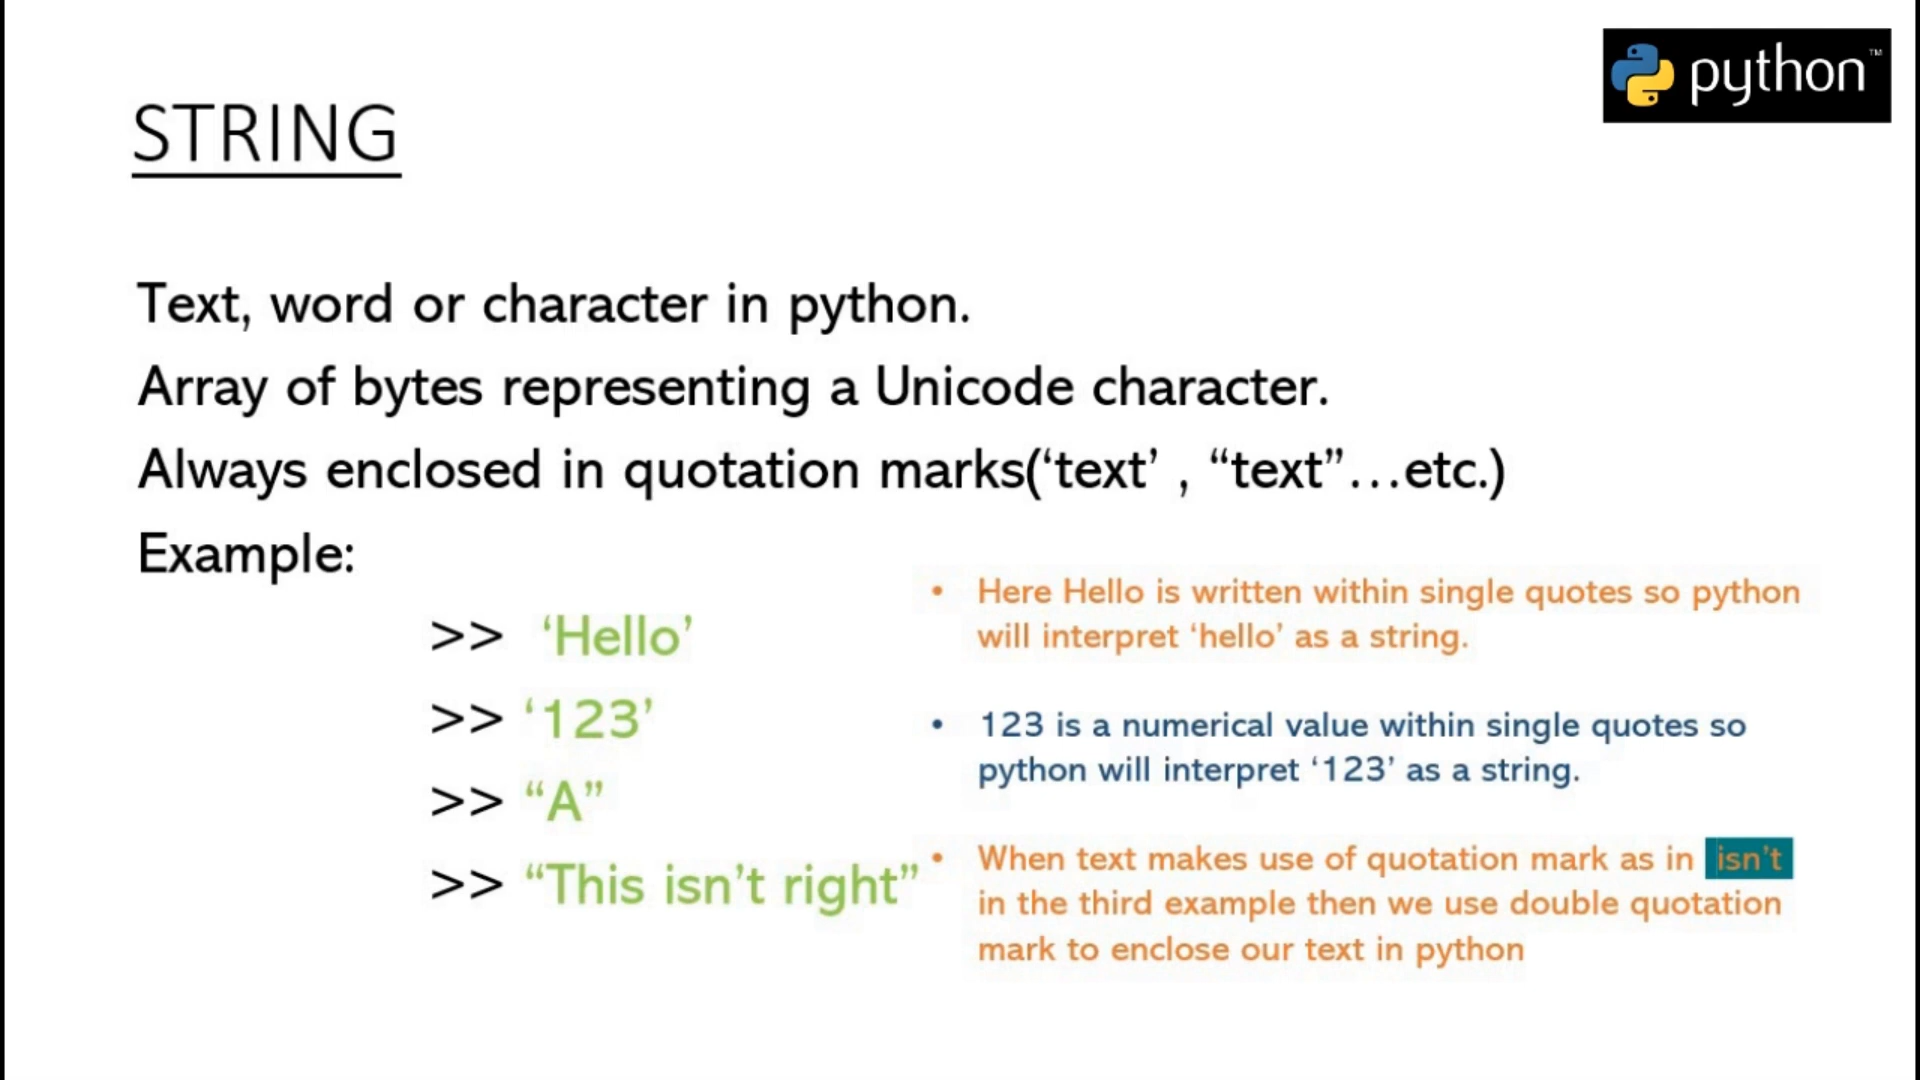 python™
STRING
Text, word or character in python.
Array of bytes representing a Unicode character.
Always enclosed in quotation marks(‘text’ , “text”...etc.)
Example:
>> ‘Hello’
>> ‘123’
>> “A”
>> “This isn’t right”
• Here Hello is written within single quotes so python
will interpret ‘hello’ as a string.
• 123 is a numerical value within single quotes so
python will interpret ‘123’ as a string.
• When text makes use of quotation mark as in isn’t
in the third example then we use double quotation
mark to enclose our text in python